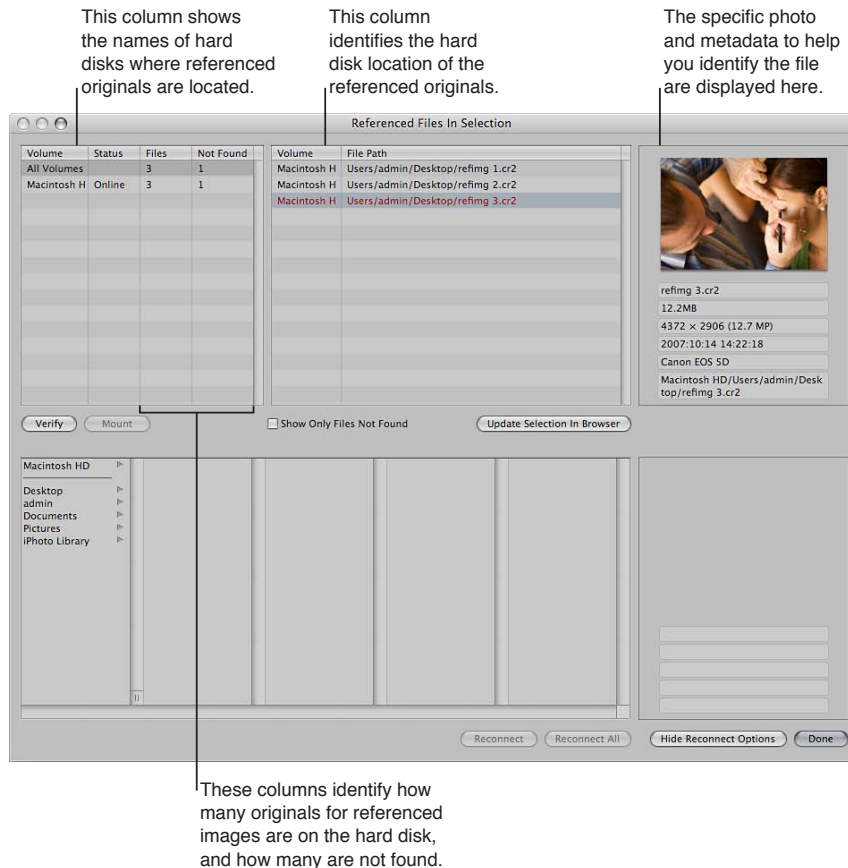 This column shows
the names of hard
disks where referenced
originals are located.
This column
identifies the hard
disk location of the
referenced originals.
The specific photo
and metadata to help
you identify the file
are displayed here.
Referenced Files In Selection
Volume Status Files Not Found
All Volumes 3 1
Macintosh H Online 3 1
Volume File Path
Macintosh H Users/admin/Desktop/refimg 1.cr2
Macintosh H Users/admin/Desktop/refimg 2.cr2
Macintosh H Users/admin/Desktop/refimg 3.cr2
refimg 3.cr2
12.2MB
4372 × 2906 (12.7 MP)
2007:10:14 14:22:18
Canon EOS 5D
Macintosh HD/Users/admin/Desk
top/refimg 3.cr2
Verify Mount
Show Only Files Not Found
Update Selection In Browser
Macintosh HD
Desktop
admin
Documents
Pictures
iPhoto Library
Reconnect Reconnect All Hide Reconnect Options Done
These columns identify how
many originals for referenced
images are on the hard disk,
and how many are not found.